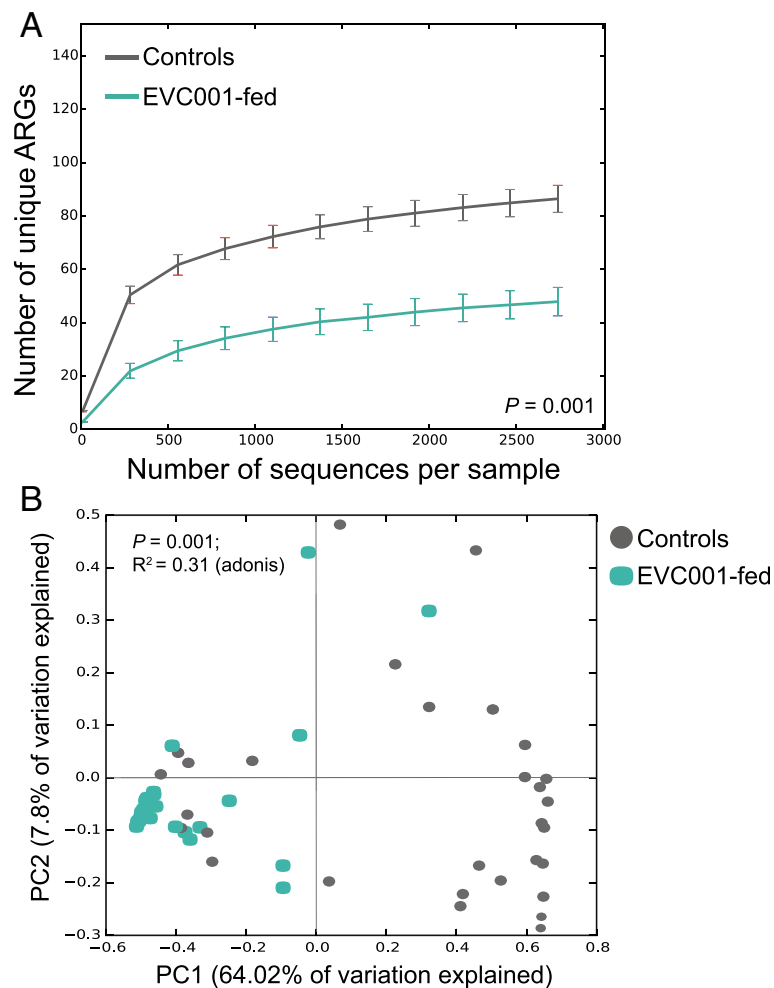 A
Number of unique ARGs
140
120
100
80
60
40
20
0
Controls
EVC001-fed
P = 0.001
0 500 1000 1500 2000 2500 3000
Number of sequences per sample
B
PC2 (7.8% of variation explained)
0.5
0.4
0.3
0.2
0.1
0.0
−0.1
−0.2
−0.3
P = 0.001;
R² = 0.31 (adonis)
Controls
EVC001-fed
−0.6 −0.4 −0.2 0.0 0.2 0.4 0.6 0.8
PC1 (64.02% of variation explained)